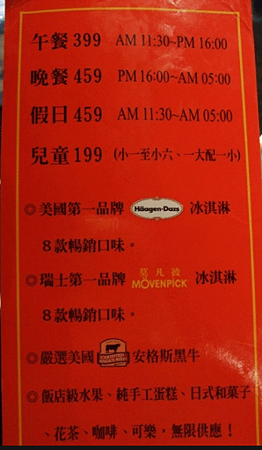 午餐 399 AM 11:30~PM 16:00
晚餐 459 PM 16:00~AM 05:00
假日 459 AM 11:30~AM 05:00
兒童 199 (小一至小六、一大配一小)
◎美國第一品牌 Häagen-Dazs 冰淇淋
8款暢銷口味。
◎瑞士第一品牌 莫凡彼 MÖVENPICK 冰淇淋
8款暢銷口味。
◎嚴選美國 安格斯黑牛
◎飯店級水果、純手工蛋糕、日式和菓子
、花茶、咖啡、可樂,無限供應！